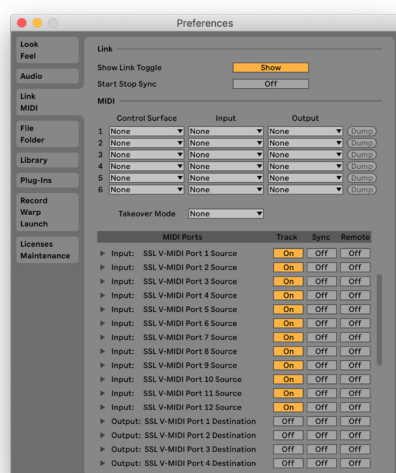 Preferences
Look
Feel
Audio
Link
MIDI
File
Folder
Library
Plug-Ins
Record
Warp
Launch
Licenses
Maintenance
Link
Show Link Toggle Show
Start Stop Sync Off
MIDI
Control Surface Input Output
1 None None None Dump
2 None None None Dump
3 None None None Dump
4 None None None Dump
5 None None None Dump
6 None None None Dump
Takeover Mode None
MIDI Ports Track Sync Remote
Input: SSL V-MIDI Port 1 Source On Off Off
Input: SSL V-MIDI Port 2 Source On Off Off
Input: SSL V-MIDI Port 3 Source On Off Off
Input: SSL V-MIDI Port 4 Source On Off Off
Input: SSL V-MIDI Port 5 Source On Off Off
Input: SSL V-MIDI Port 6 Source On Off Off
Input: SSL V-MIDI Port 7 Source On Off Off
Input: SSL V-MIDI Port 8 Source On Off Off
Input: SSL V-MIDI Port 9 Source On Off Off
Input: SSL V-MIDI Port 10 Source On Off Off
Input: SSL V-MIDI Port 11 Source On Off Off
Input: SSL V-MIDI Port 12 Source On Off Off
Output: SSL V-MIDI Port 1 Destination Off Off Off
Output: SSL V-MIDI Port 2 Destination Off Off Off
Output: SSL V-MIDI Port 3 Destination Off Off Off
Output: SSL V-MIDI Port 4 Destination Off Off Off